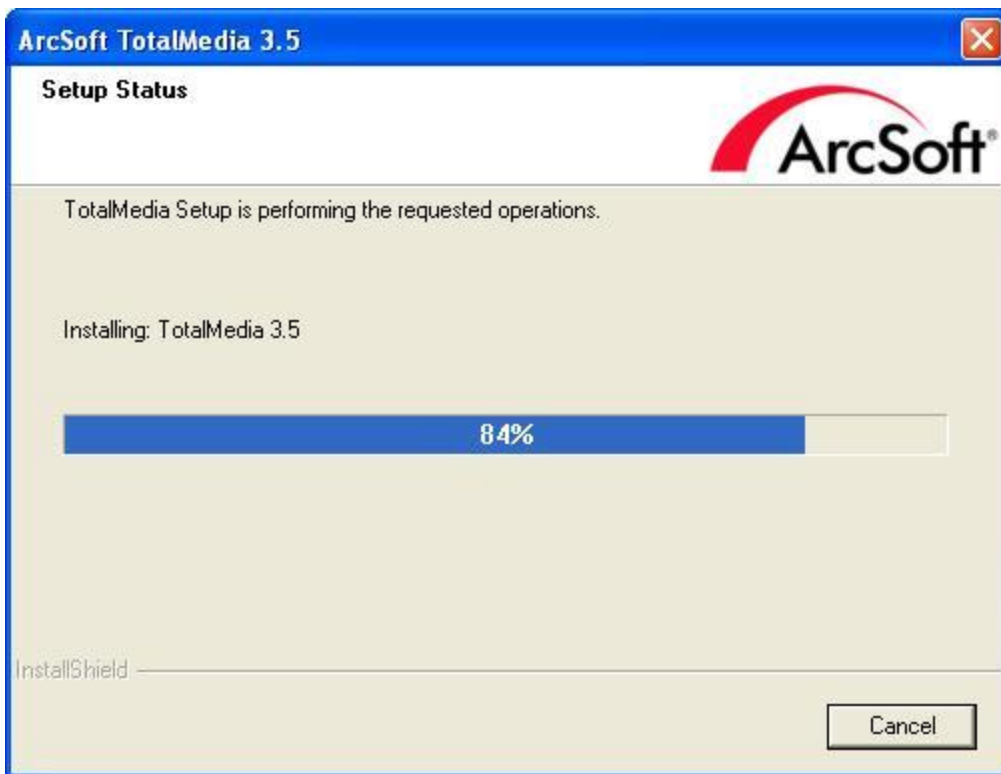 ArcSoft TotalMedia 3.5
Setup Status
ArcSoft®
TotalMedia Setup is performing the requested operations.
Installing: TotalMedia 3.5
84%
InstallShield
Cancel